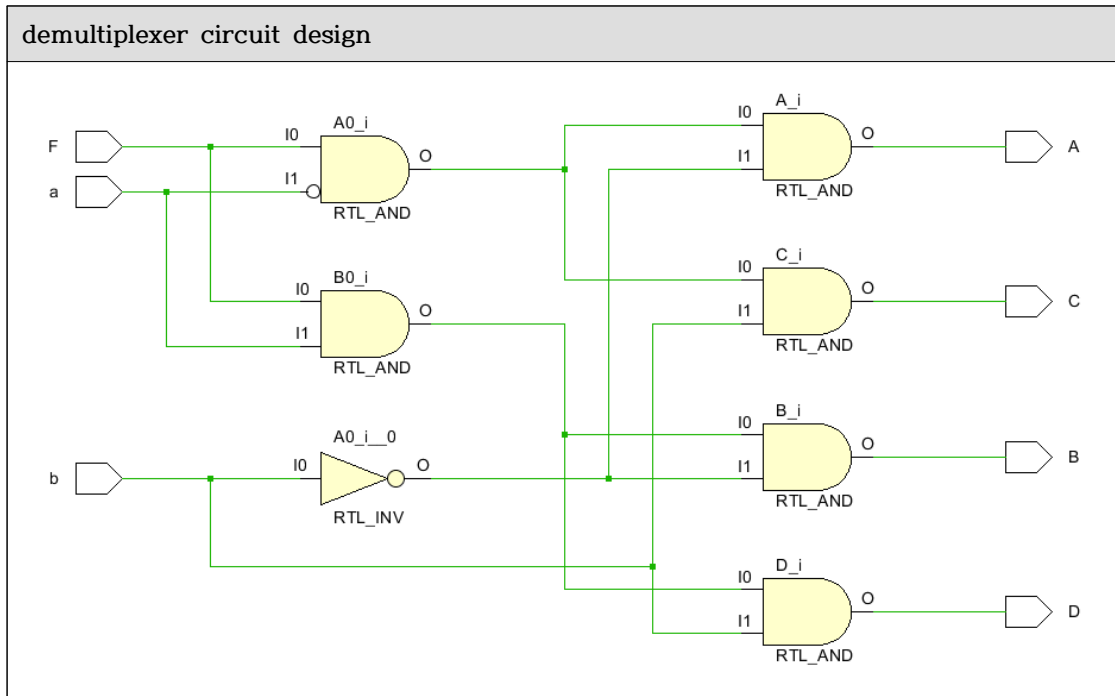 demultiplexer circuit design
A_i
A0_i
I0
O
F
I0
I1
O
A
a
I1
RTL_AND
RTL_AND
C_i
B0_i
I0
O
I0
O
C
I1
I1
RTL_AND
RTL_AND
B_i
A0_i__0
I0
O
b
I0
O
I1
B
RTL_INV
RTL_AND
D_i
I0
O
D
I1
RTL_AND